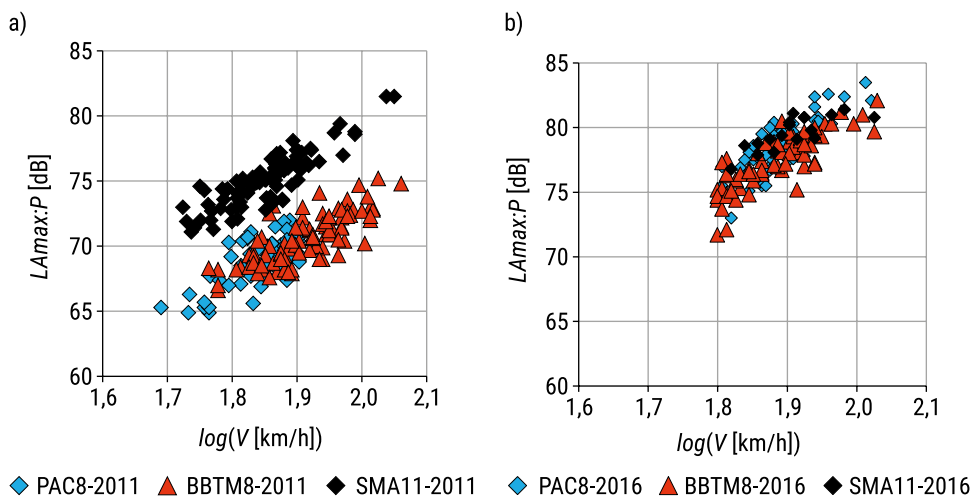 a)
85
80
75
70
65
60
LAmax:P [dB]
1,6 1,7 1,8 1,9 2,0 2,1
log(V [km/h])
PAC8-2011 BBTM8-2011 SMA11-2011
b)
85
80
75
70
65
60
LAmax:P [dB]
1,6 1,7 1,8 1,9 2,0 2,1
log(V [km/h])
PAC8-2016 BBTM8-2016 SMA11-2016